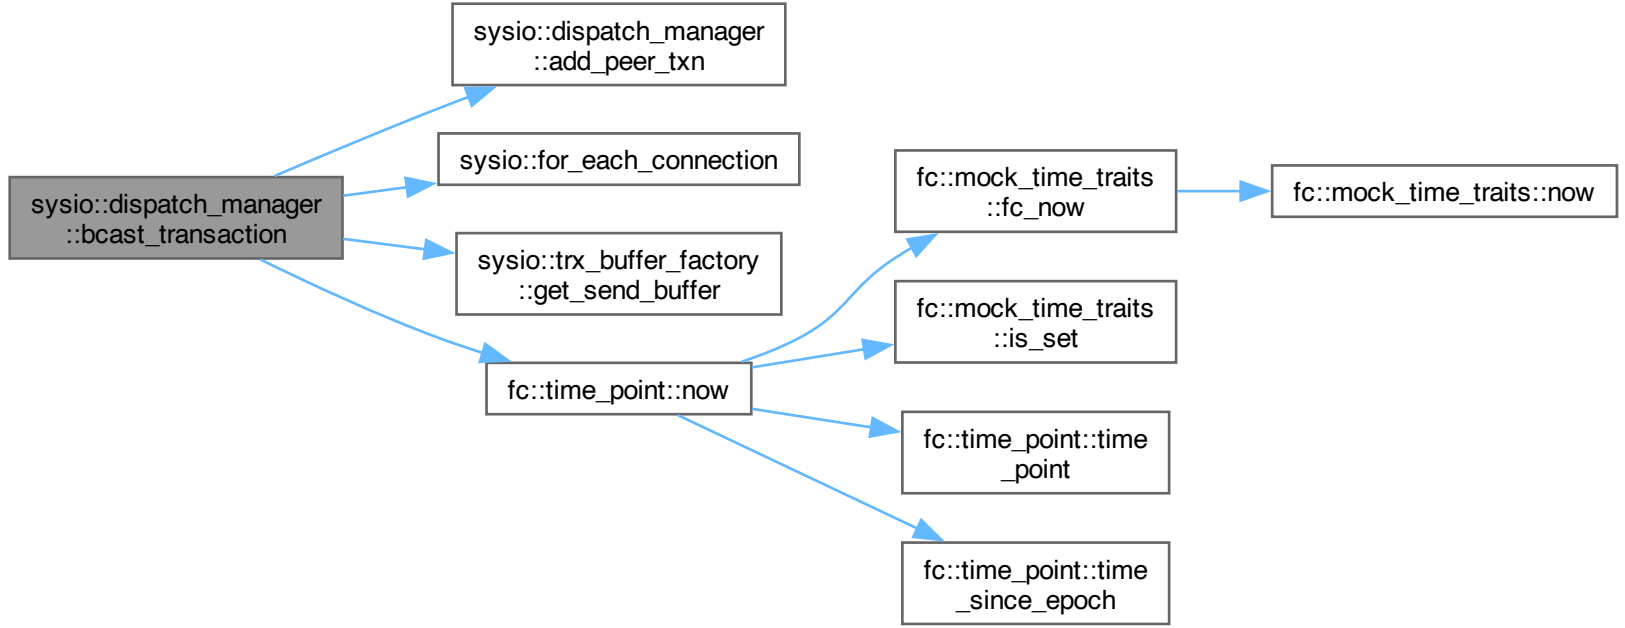 sysio::dispatch_manager
::bcast_transaction
sysio::dispatch_manager
::add_peer_txn
sysio::for_each_connection
sysio::trx_buffer_factory
::get_send_buffer
fc::time_point::now
fc::mock_time_traits
::fc_now
fc::mock_time_traits::now
fc::mock_time_traits
::is_set
fc::time_point::time
_point
fc::time_point::time
_since_epoch